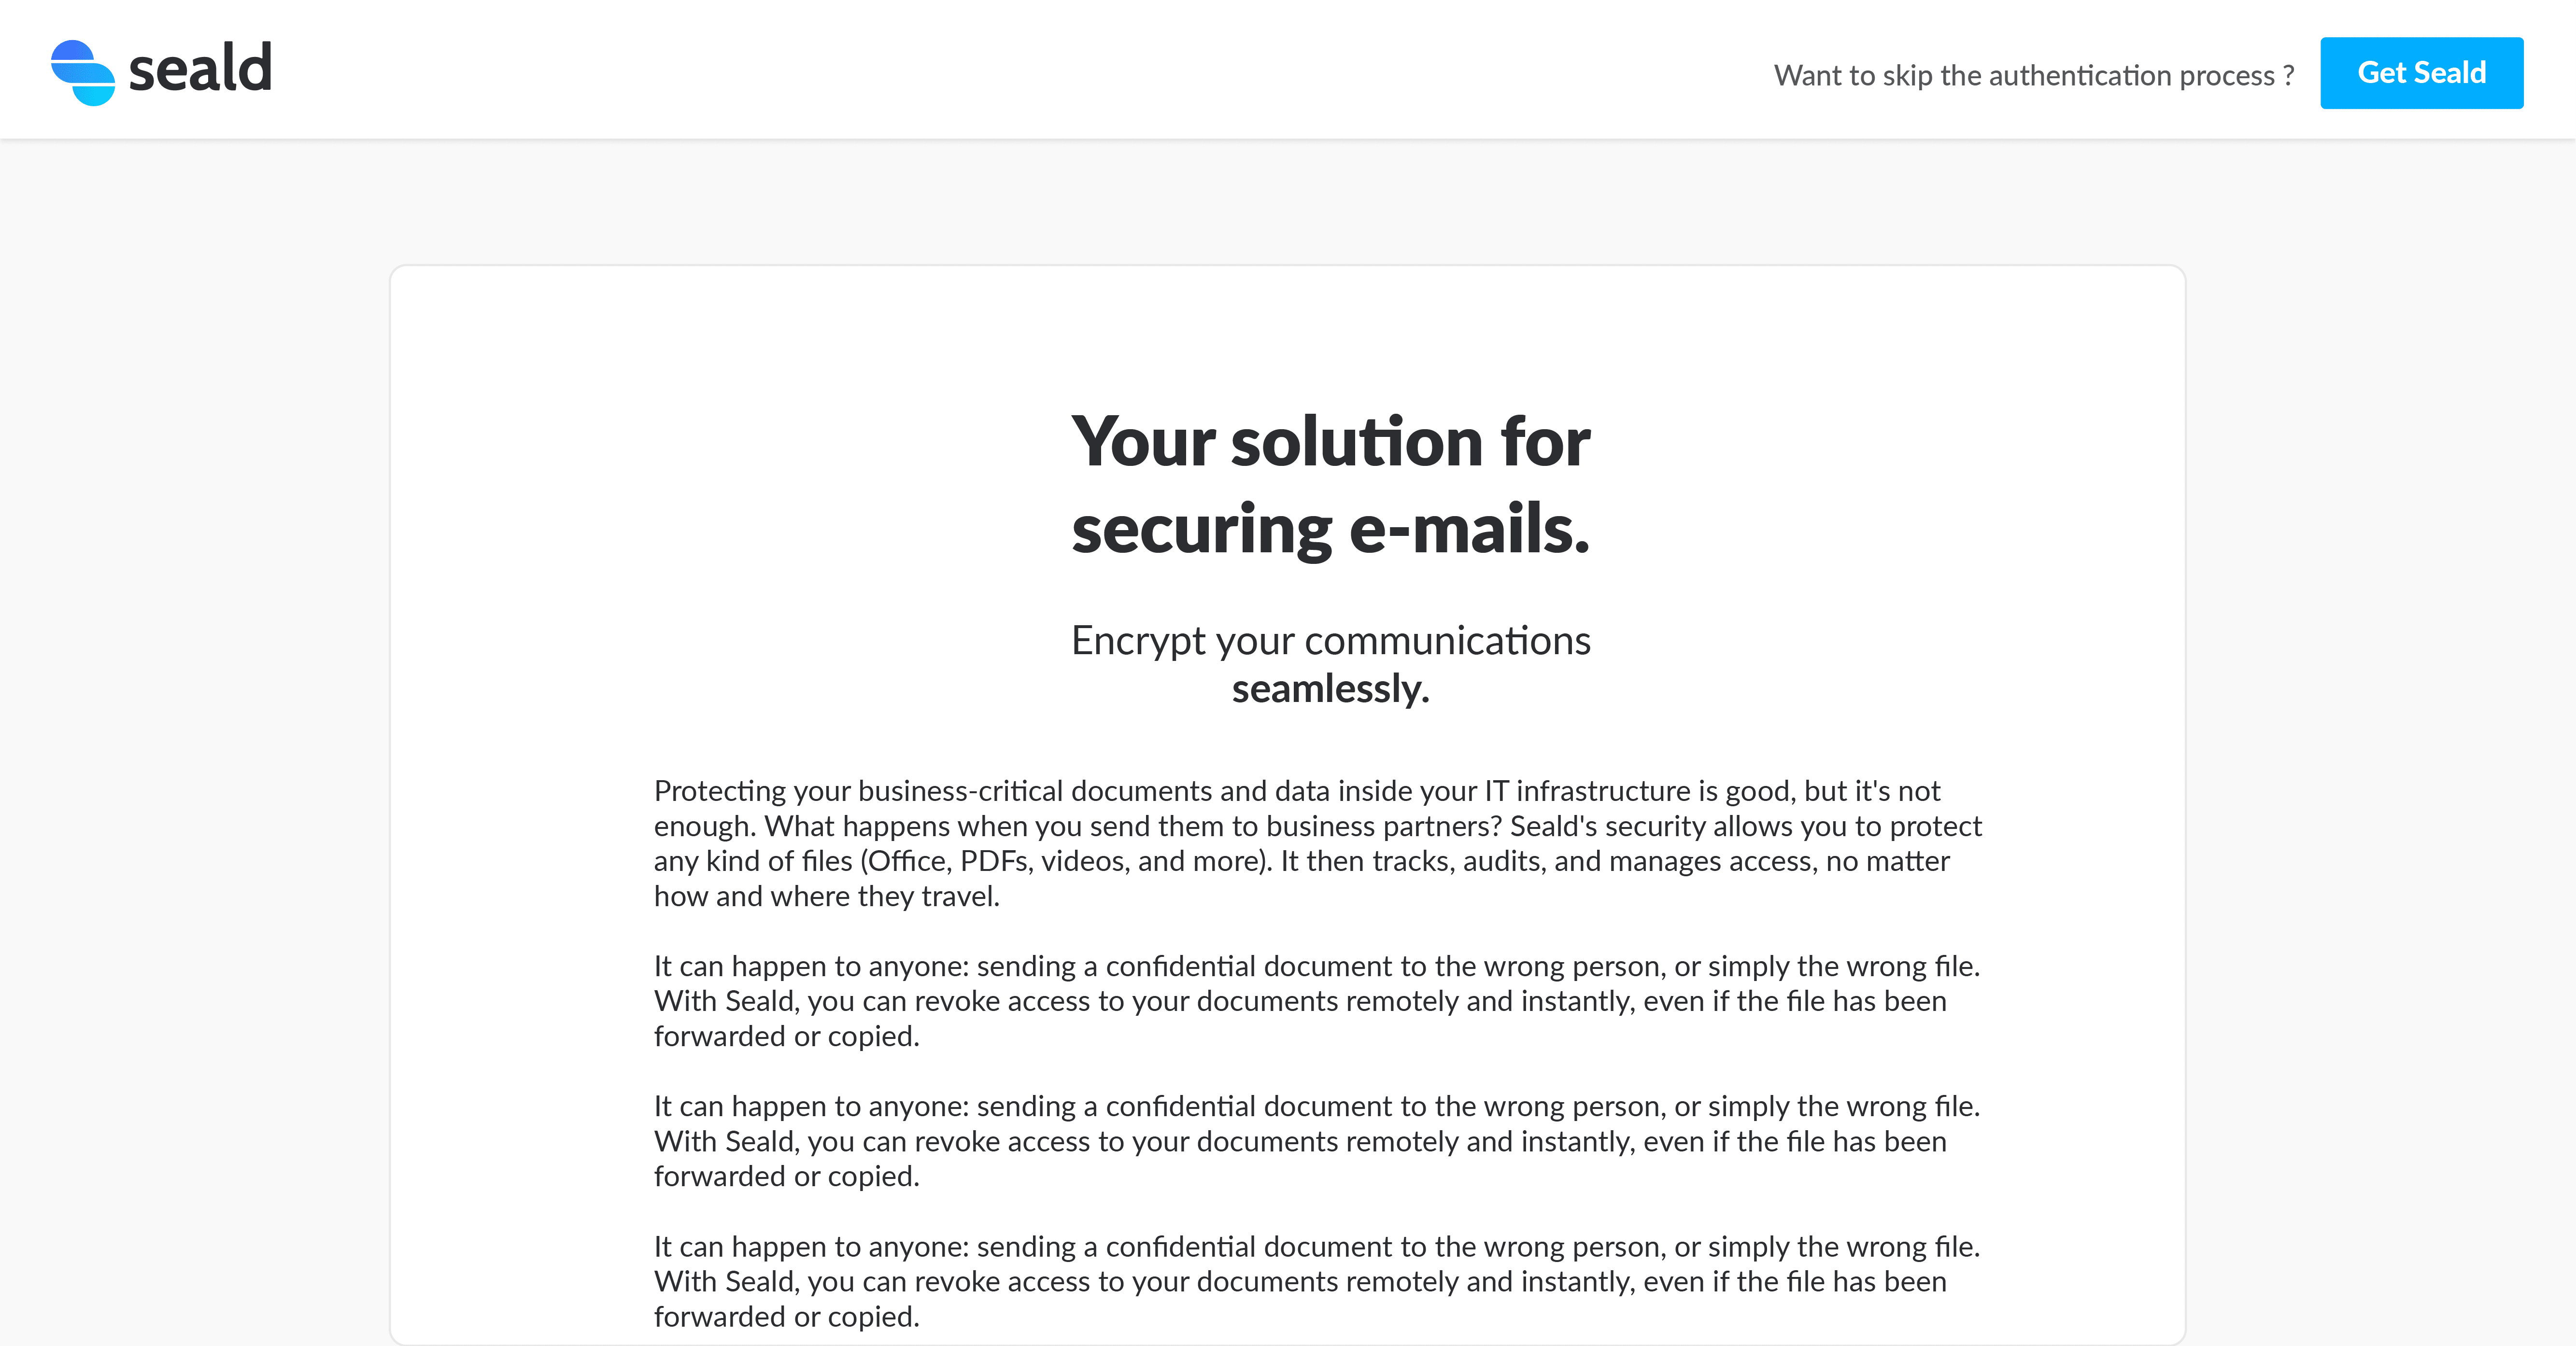 seald
Want to skip the authentication process ?
Get Seald
Your solution for
securing e-mails.
Encrypt your communications
seamlessly.
Protecting your business-critical documents and data inside your IT infrastructure is good, but it's not
enough. What happens when you send them to business partners? Seald's security allows you to protect
any kind of files (Office, PDFs, videos, and more). It then tracks, audits, and manages access, no matter
how and where they travel.
It can happen to anyone: sending a confidential document to the wrong person, or simply the wrong file.
With Seald, you can revoke access to your documents remotely and instantly, even if the file has been
forwarded or copied.
It can happen to anyone: sending a confidential document to the wrong person, or simply the wrong file.
With Seald, you can revoke access to your documents remotely and instantly, even if the file has been
forwarded or copied.
It can happen to anyone: sending a confidential document to the wrong person, or simply the wrong file.
With Seald, you can revoke access to your documents remotely and instantly, even if the file has been
forwarded or copied.